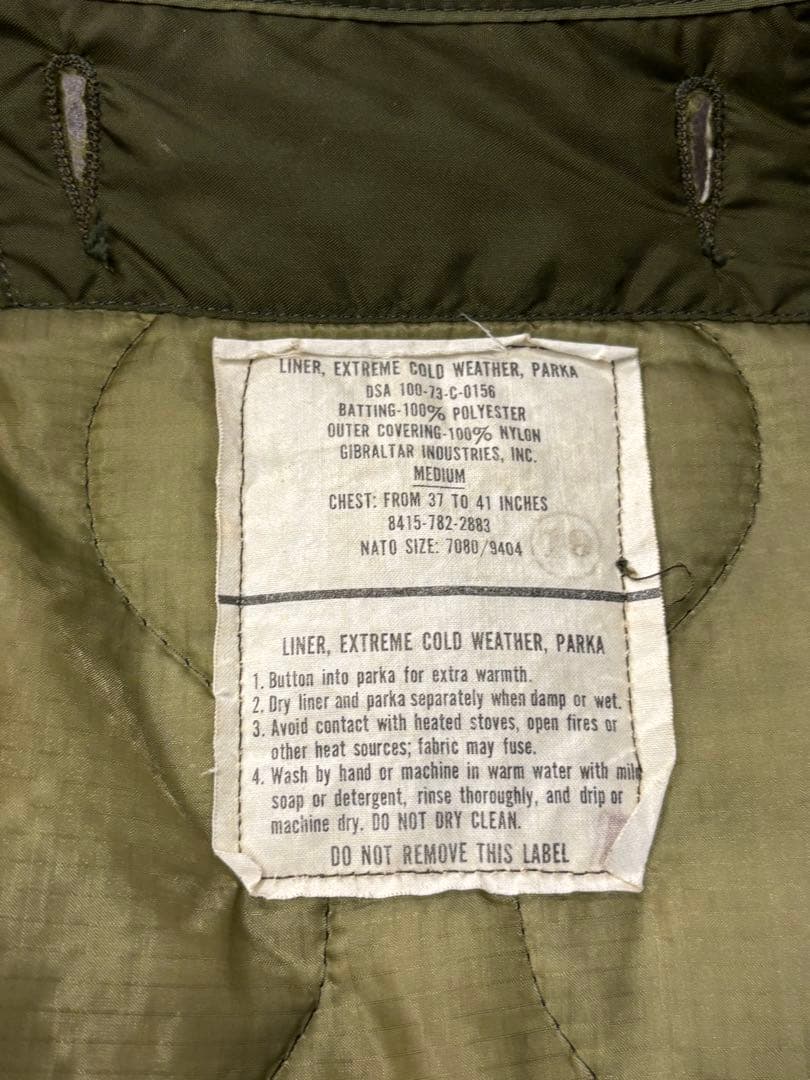 LINER, EXTREME COLD WEATHER, PARKA
DSA 100-73-C-0156
BATTING-100% POLYESTER
OUTER COVERING-100% NYLON
GIBRALTAR INDUSTRIES, INC.
MEDIUM
CHEST: FROM 37 TO 41 INCHES
8415-782-2883
NATO SIZE: 7080/9404
LINER, EXTREME COLD WEATHER, PARKA
1. Button into parka for extra warmth.
2. Dry liner and parka separately when damp or wet.
3. Avoid contact with heated stoves, open fires or
other heat sources; fabric may fuse.
4. Wash by hand or machine in warm water with mild
soap or detergent, rinse thoroughly, and drip or
machine dry. DO NOT DRY CLEAN.
DO NOT REMOVE THIS LABEL